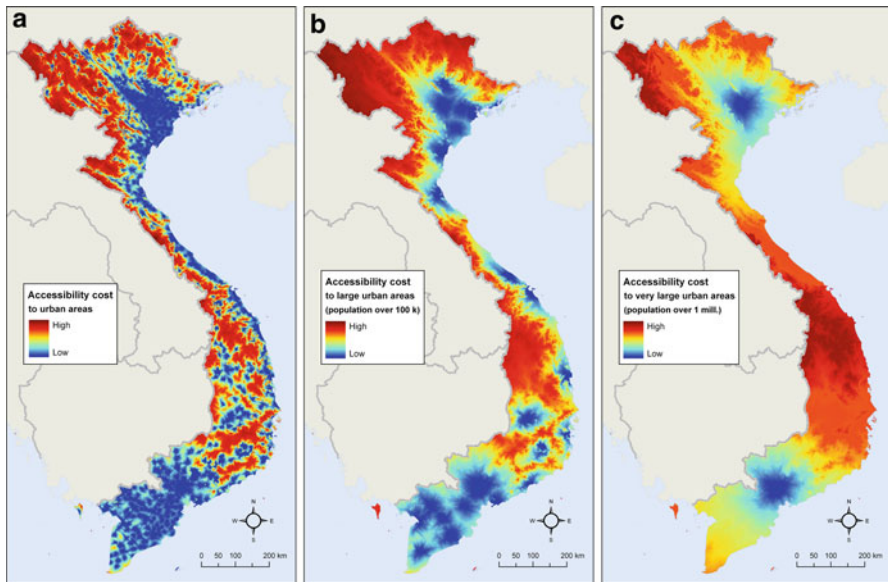 a
Accessibility cost
to urban areas
High
Low
N
W E
S
0 50 100 200 km
b
Accessibility cost
to large urban areas
(population over 100 k)
High
Low
N
W E
S
0 50 100 200 km
c
Accessibility cost
to very large urban areas
(population over 1 mill.)
High
Low
N
W E
S
0 50 100 200 km